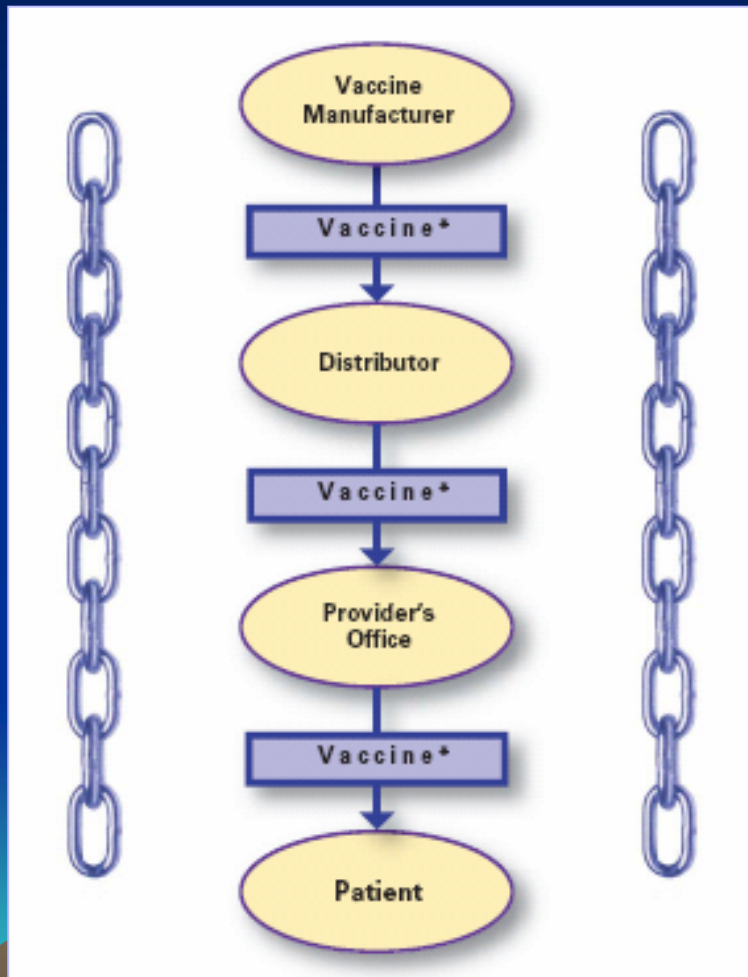 Vaccine
Manufacturer
Vaccine*
Distributor
Vaccine*
Provider's
Office
Vaccine*
Patient